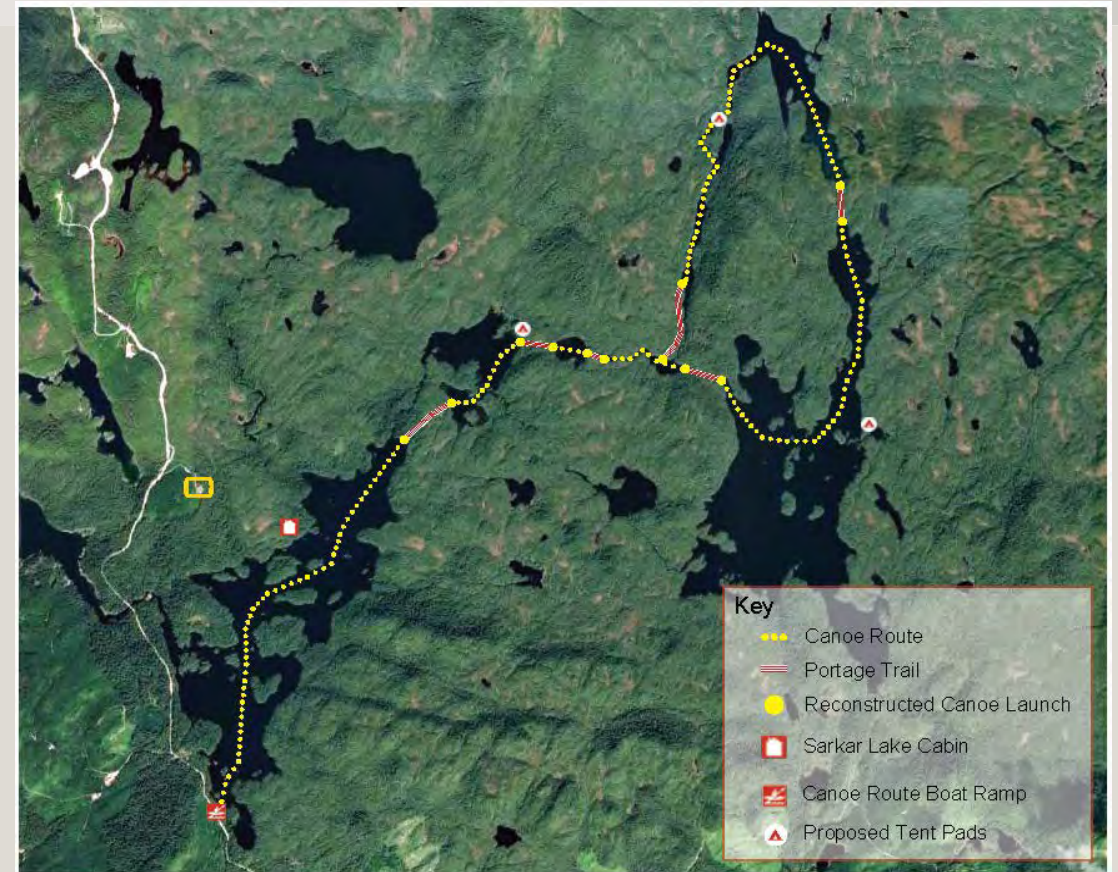 Key
Canoe Route
Portage Trail
Reconstructed Canoe Launch
Sarkar Lake Cabin
Canoe Route Boat Ramp
Proposed Tent Pads